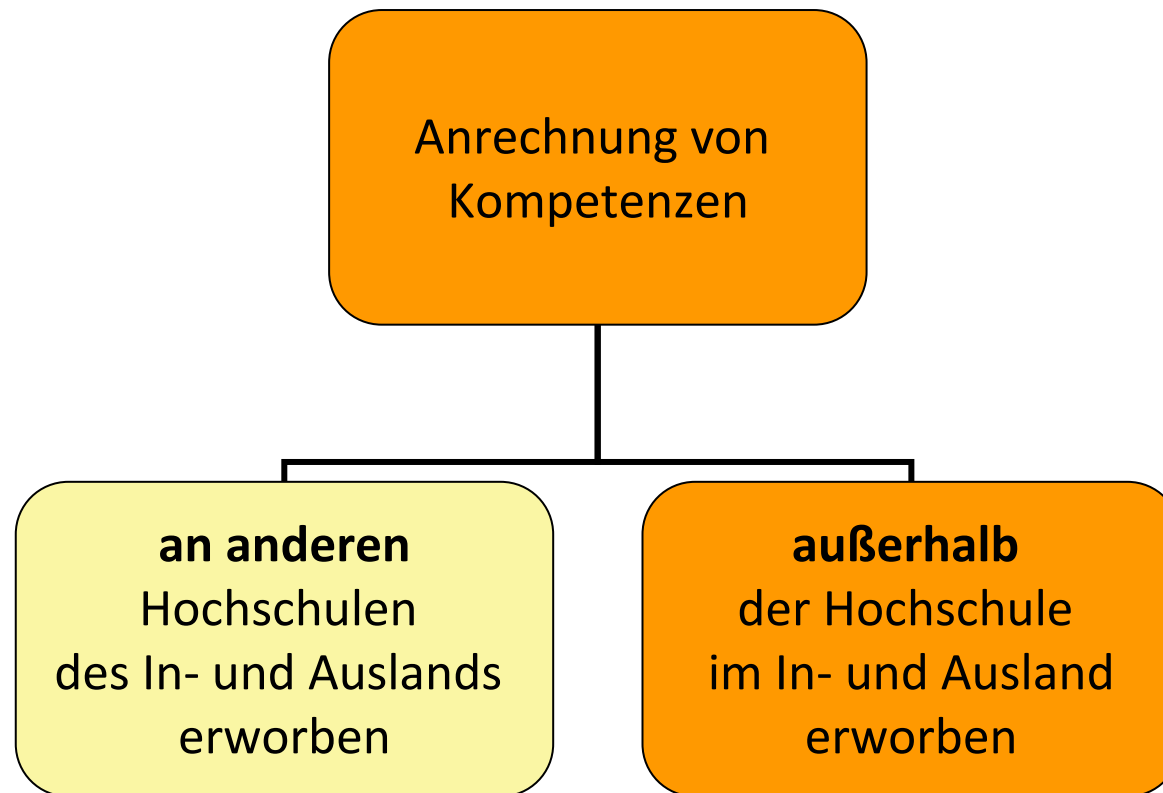 Anrechnung von
Kompetenzen
an anderen
Hochschulen
des In- und Auslands
erworben
außerhalb
der Hochschule
im In- und Ausland
erworben